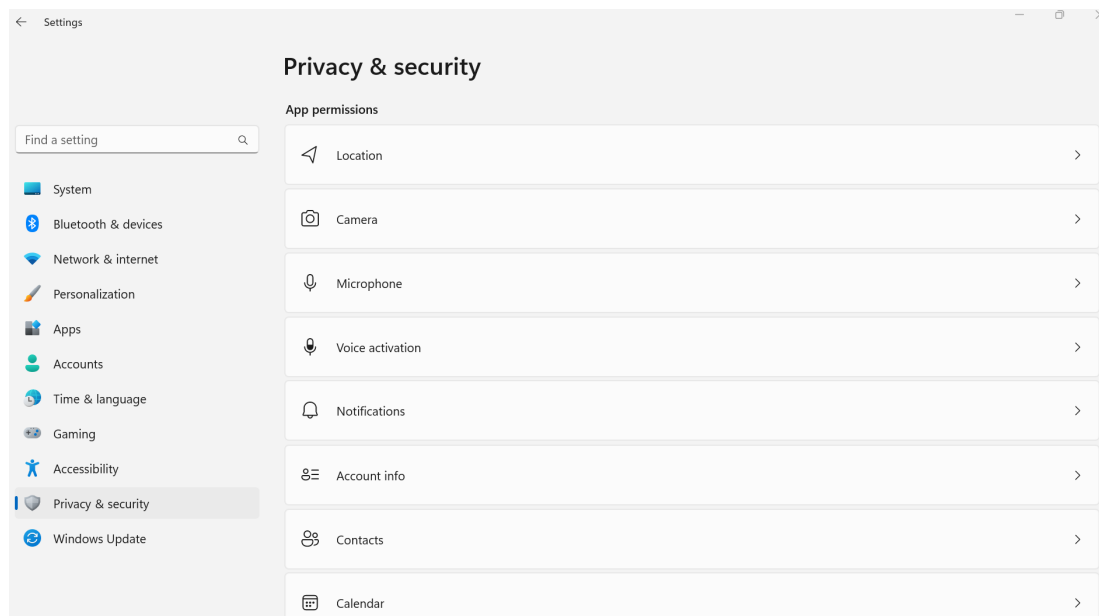 Settings
Privacy & security
App permissions
Find a setting
System
Bluetooth & devices
Network & internet
Personalization
Apps
Accounts
Time & language
Gaming
Accessibility
Privacy & security
Windows Update
Location
Camera
Microphone
Voice activation
Notifications
Account info
Contacts
Calendar